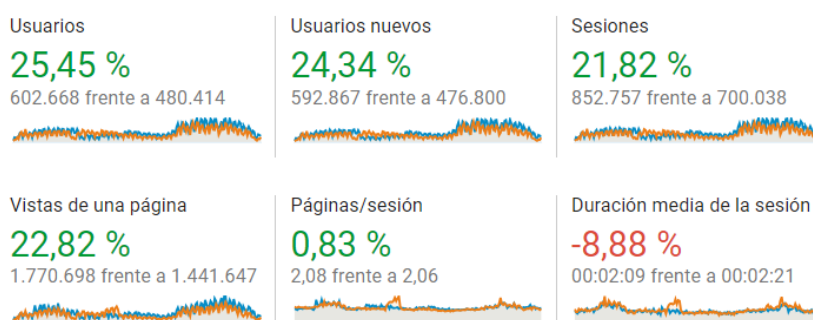 Usuarios
25,45 %
602.668 frente a 480.414
Usuarios nuevos
24,34 %
592.867 frente a 476.800
Sesiones
21,82 %
852.757 frente a 700.038
Vistas de una página
22,82 %
1.770.698 frente a 1.441.647
Páginas/sesión
0,83 %
2,08 frente a 2,06
Duración media de la sesión
-8,88 %
00:02:09 frente a 00:02:21